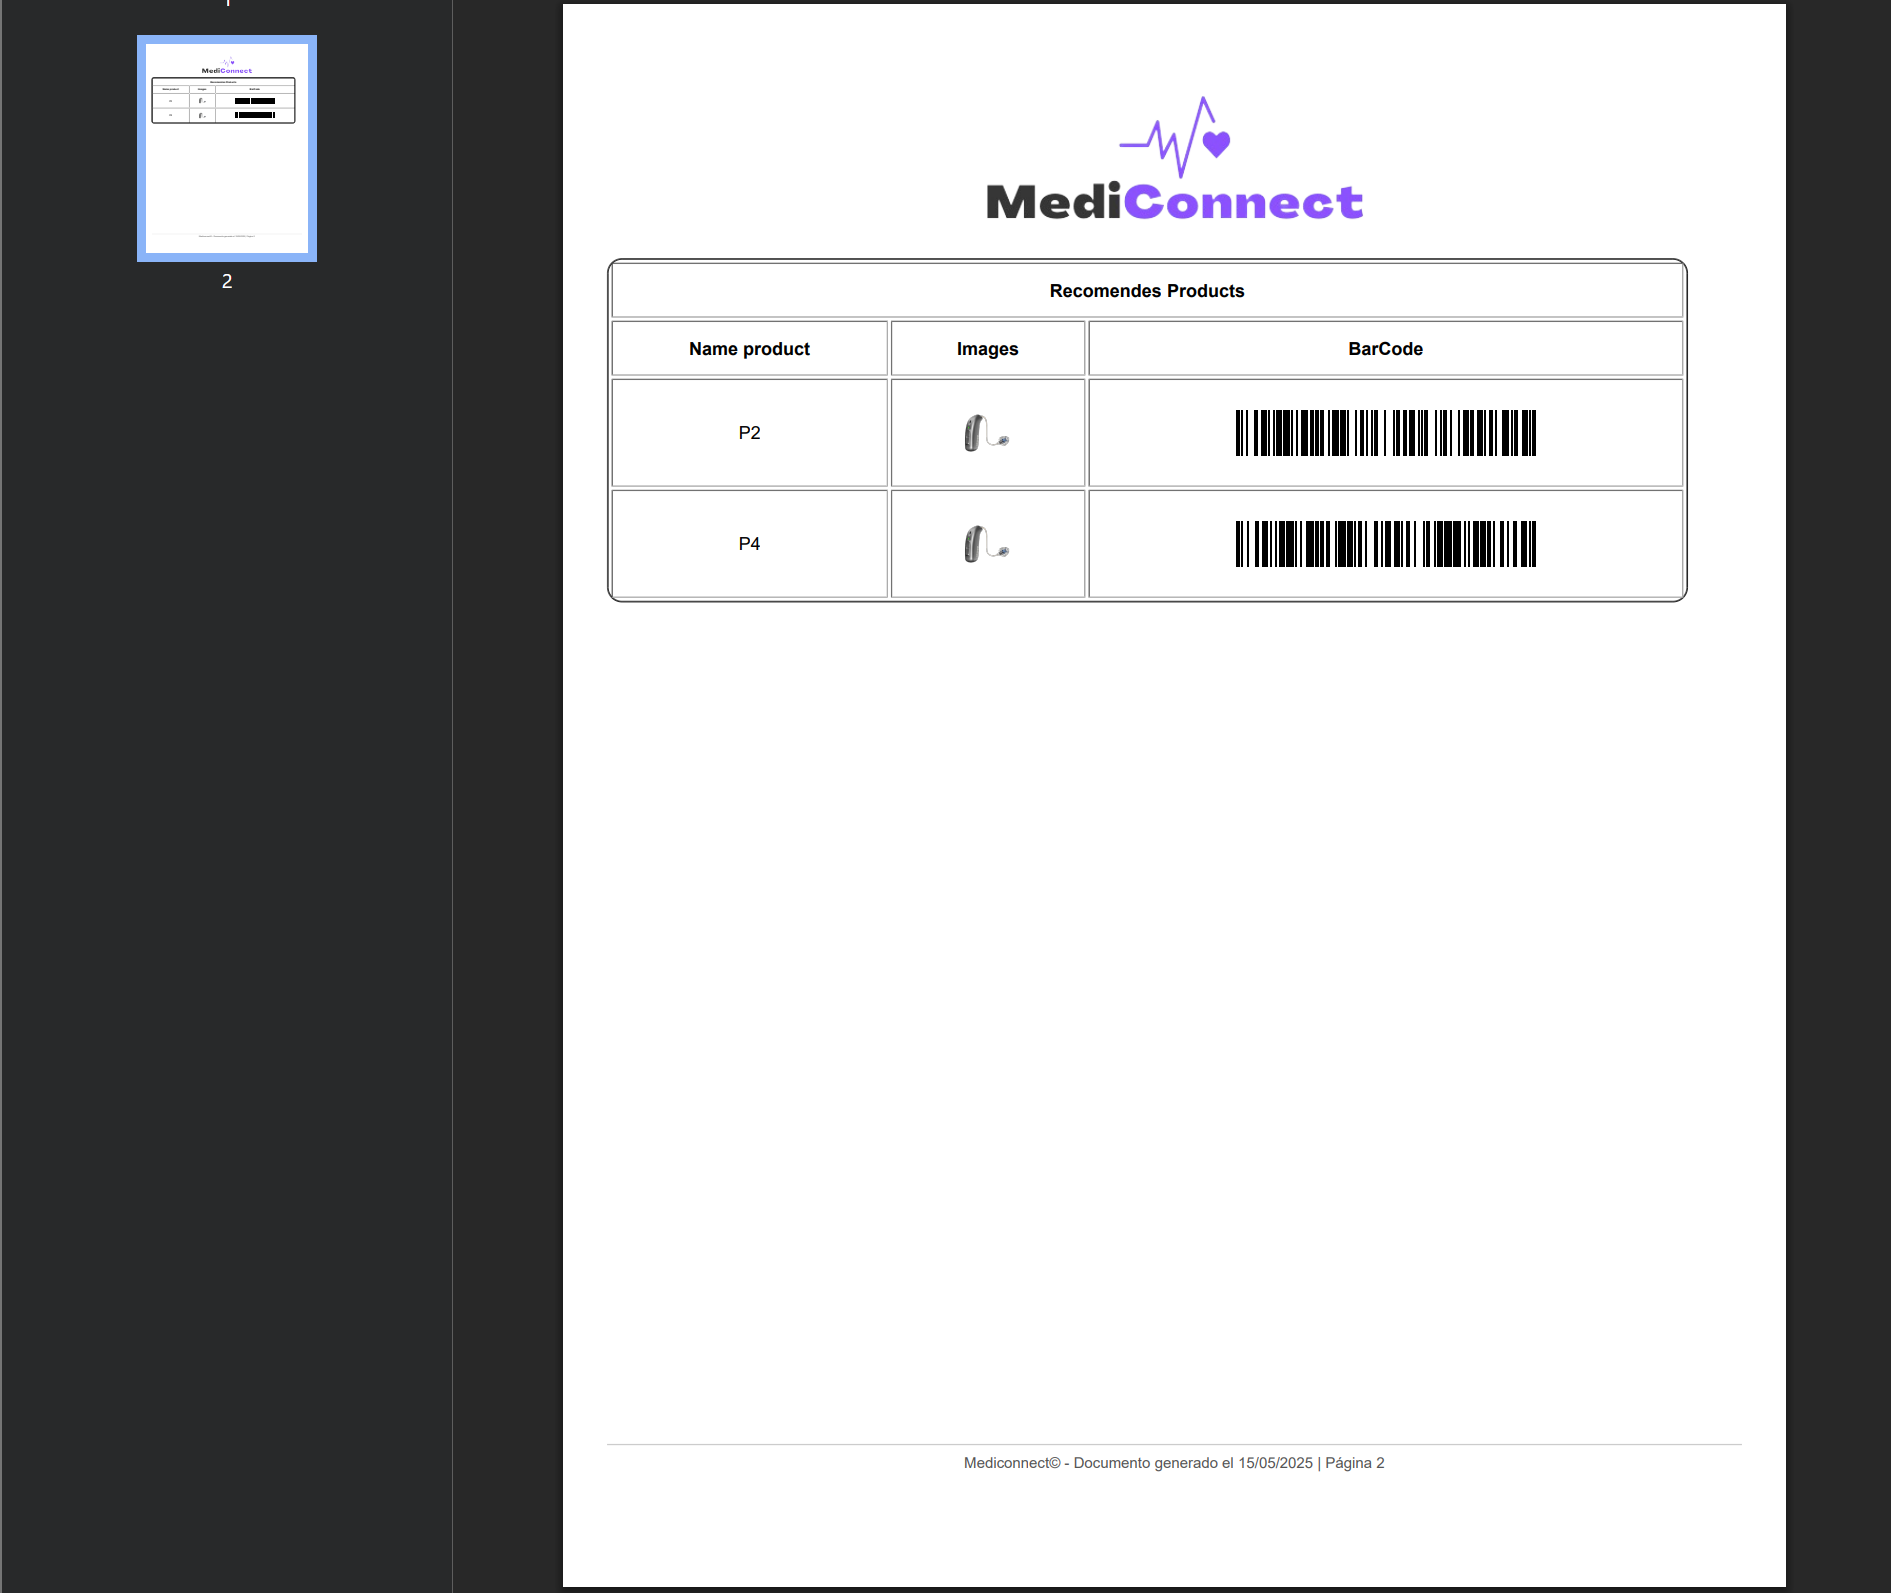 2
MediConnect
Recomendes Products
Name product Images BarCode
P2
P4
Mediconnect© - Documento generado el 15/05/2025 | Página 2